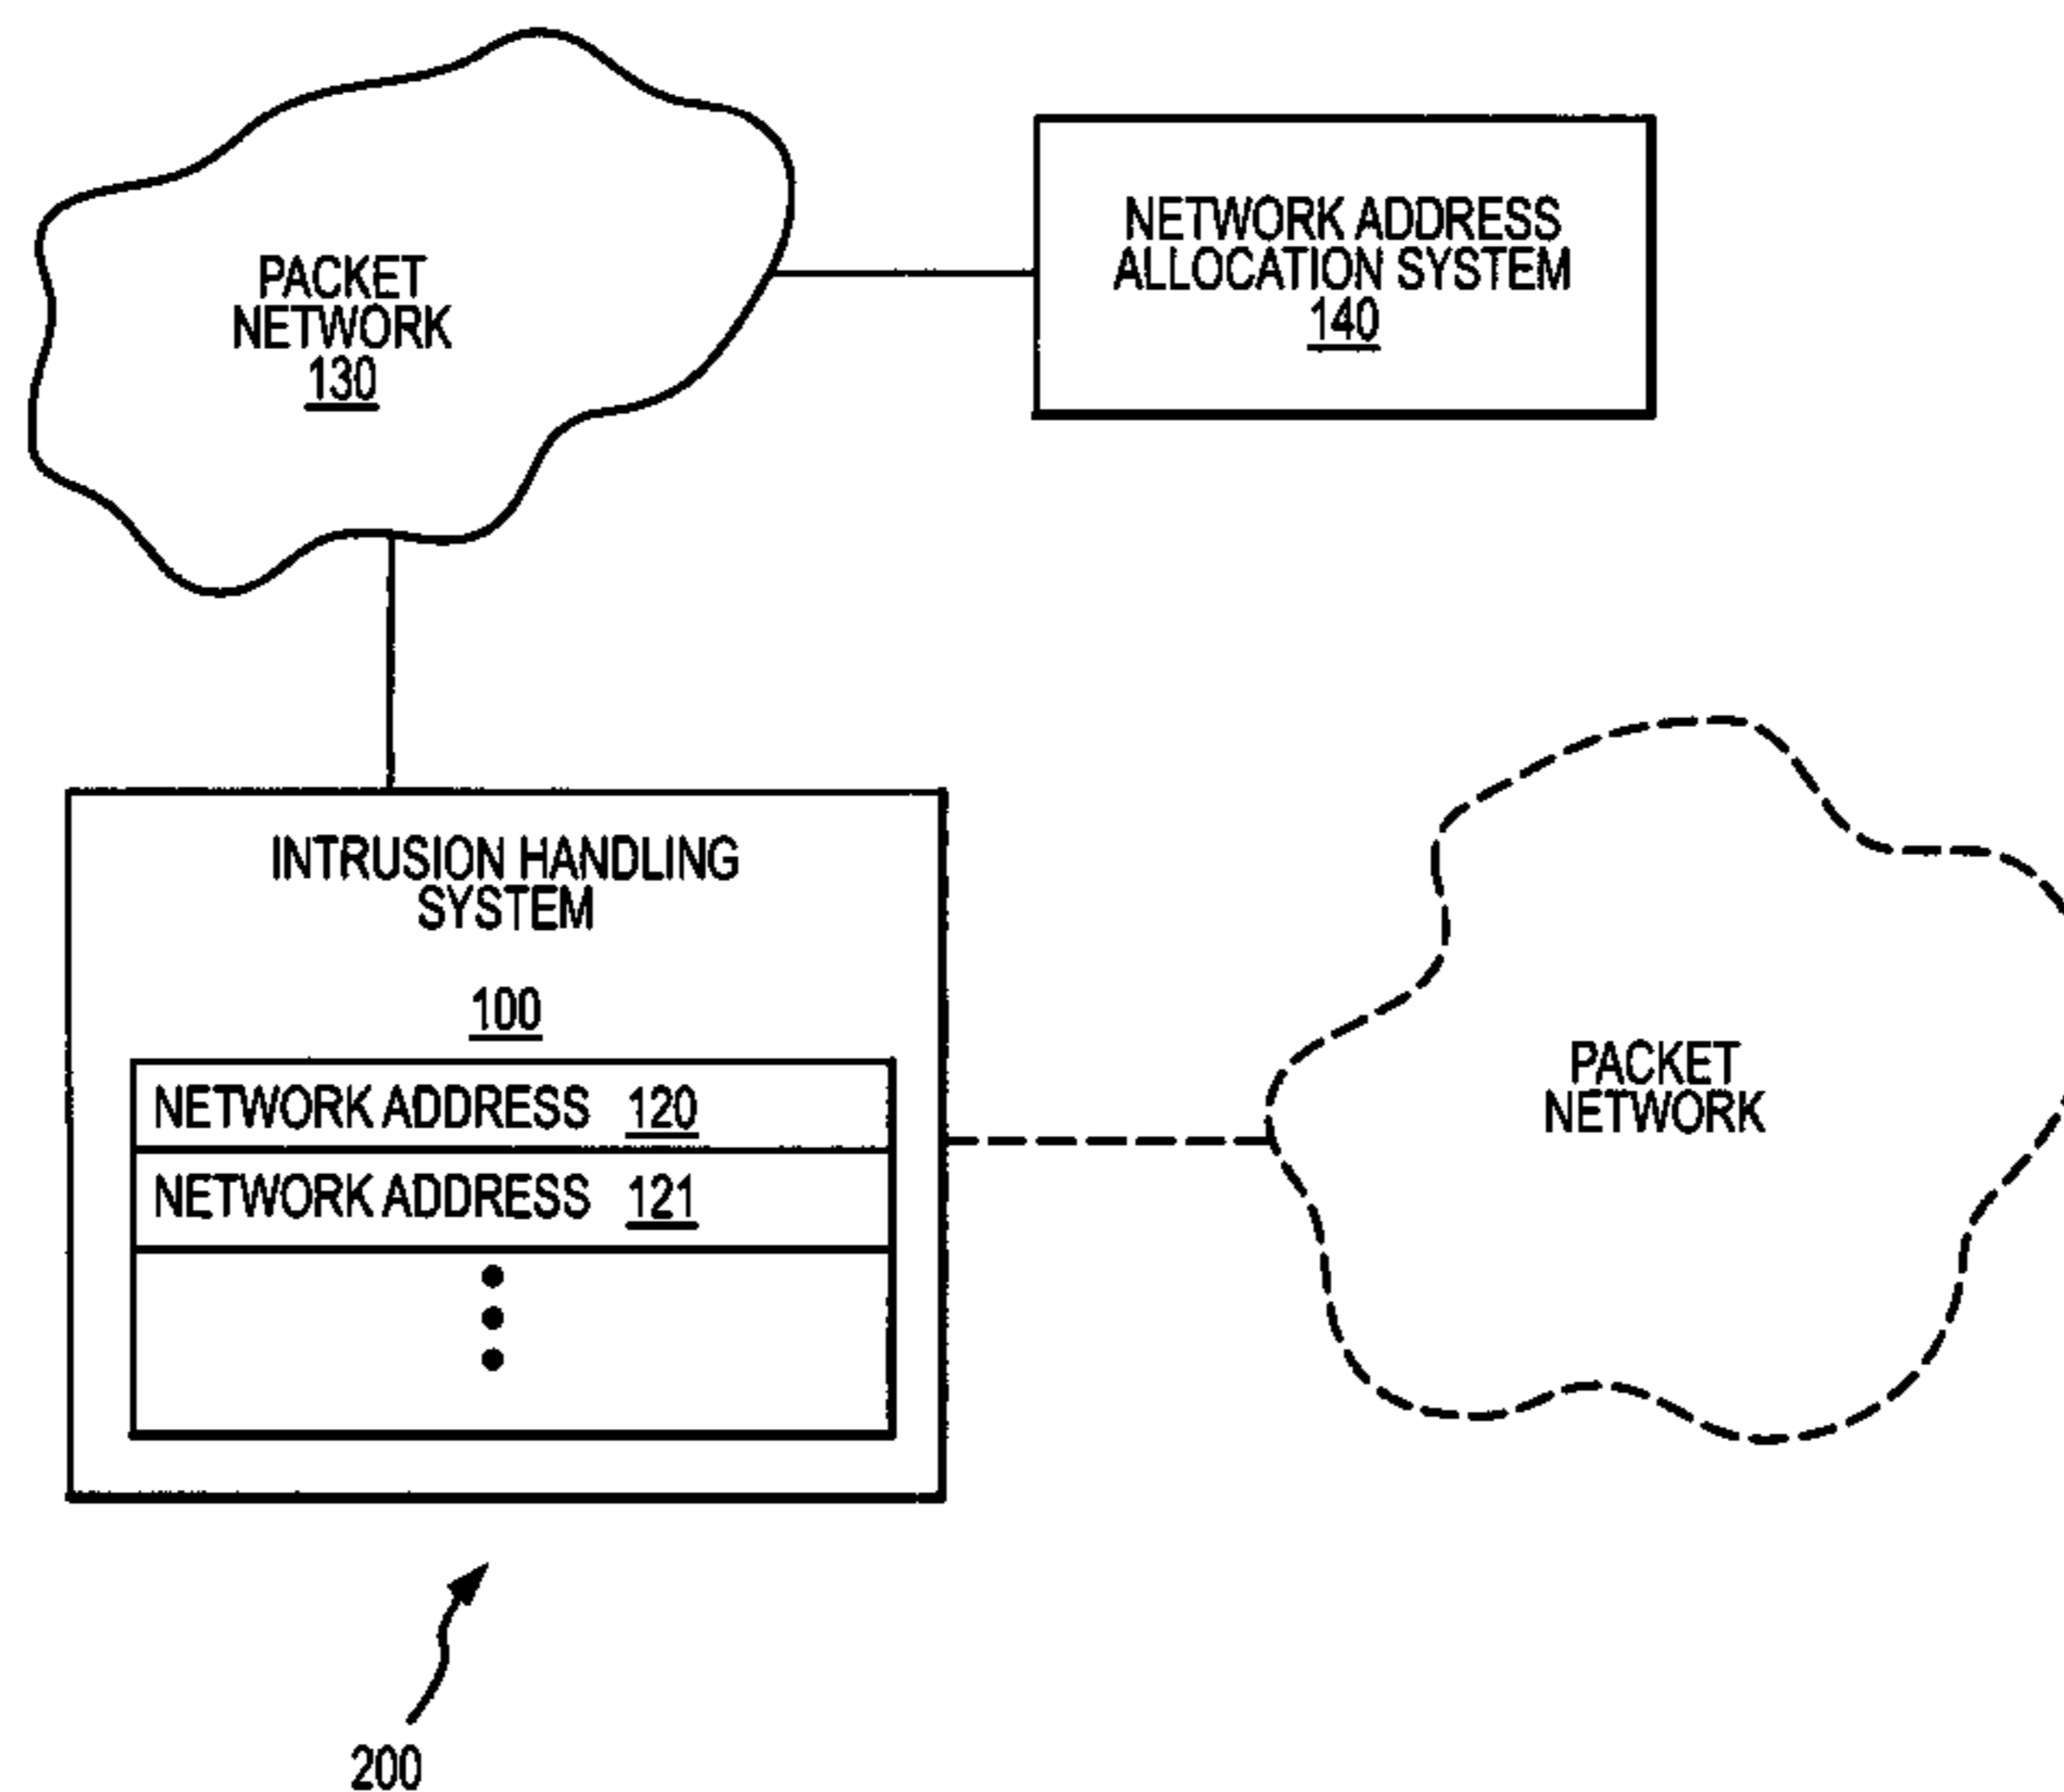 PACKET
NETWORK
130
NETWORK ADDRESS
ALLOCATION SYSTEM
140
INTRUSION HANDLING
SYSTEM
100
NETWORK ADDRESS 120
NETWORK ADDRESS 121
PACKET
NETWORK
200